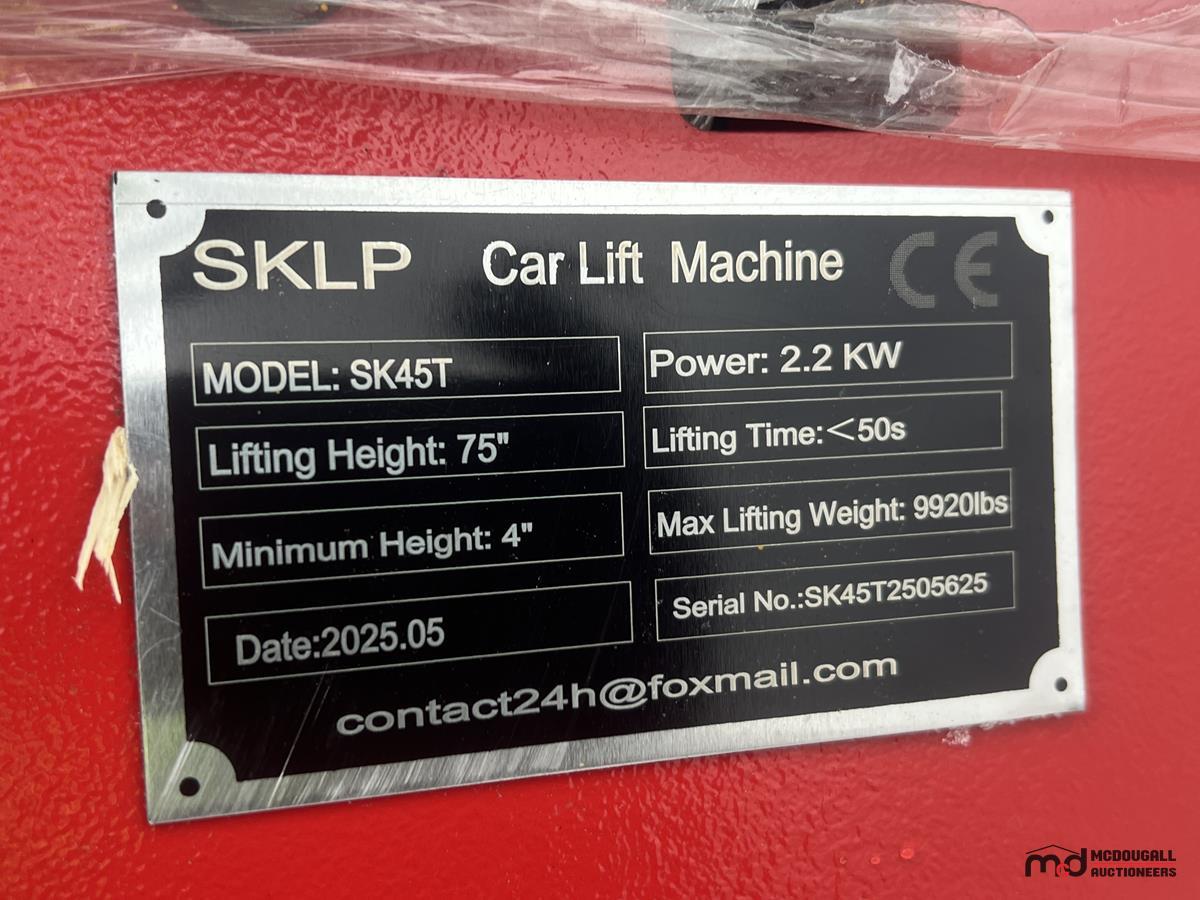 SKLP Car Lift Machine CE
MODEL: SK45T
Power: 2.2 KW
Lifting Height: 75"
Lifting Time:<50s
Minimum Height: 4"
Max Lifting Weight: 9920lbs
Date:2025.05
Serial No.:SK45T2505625
contact24h@foxmail.com
md MCDOUGALL
AUCTIONEERS